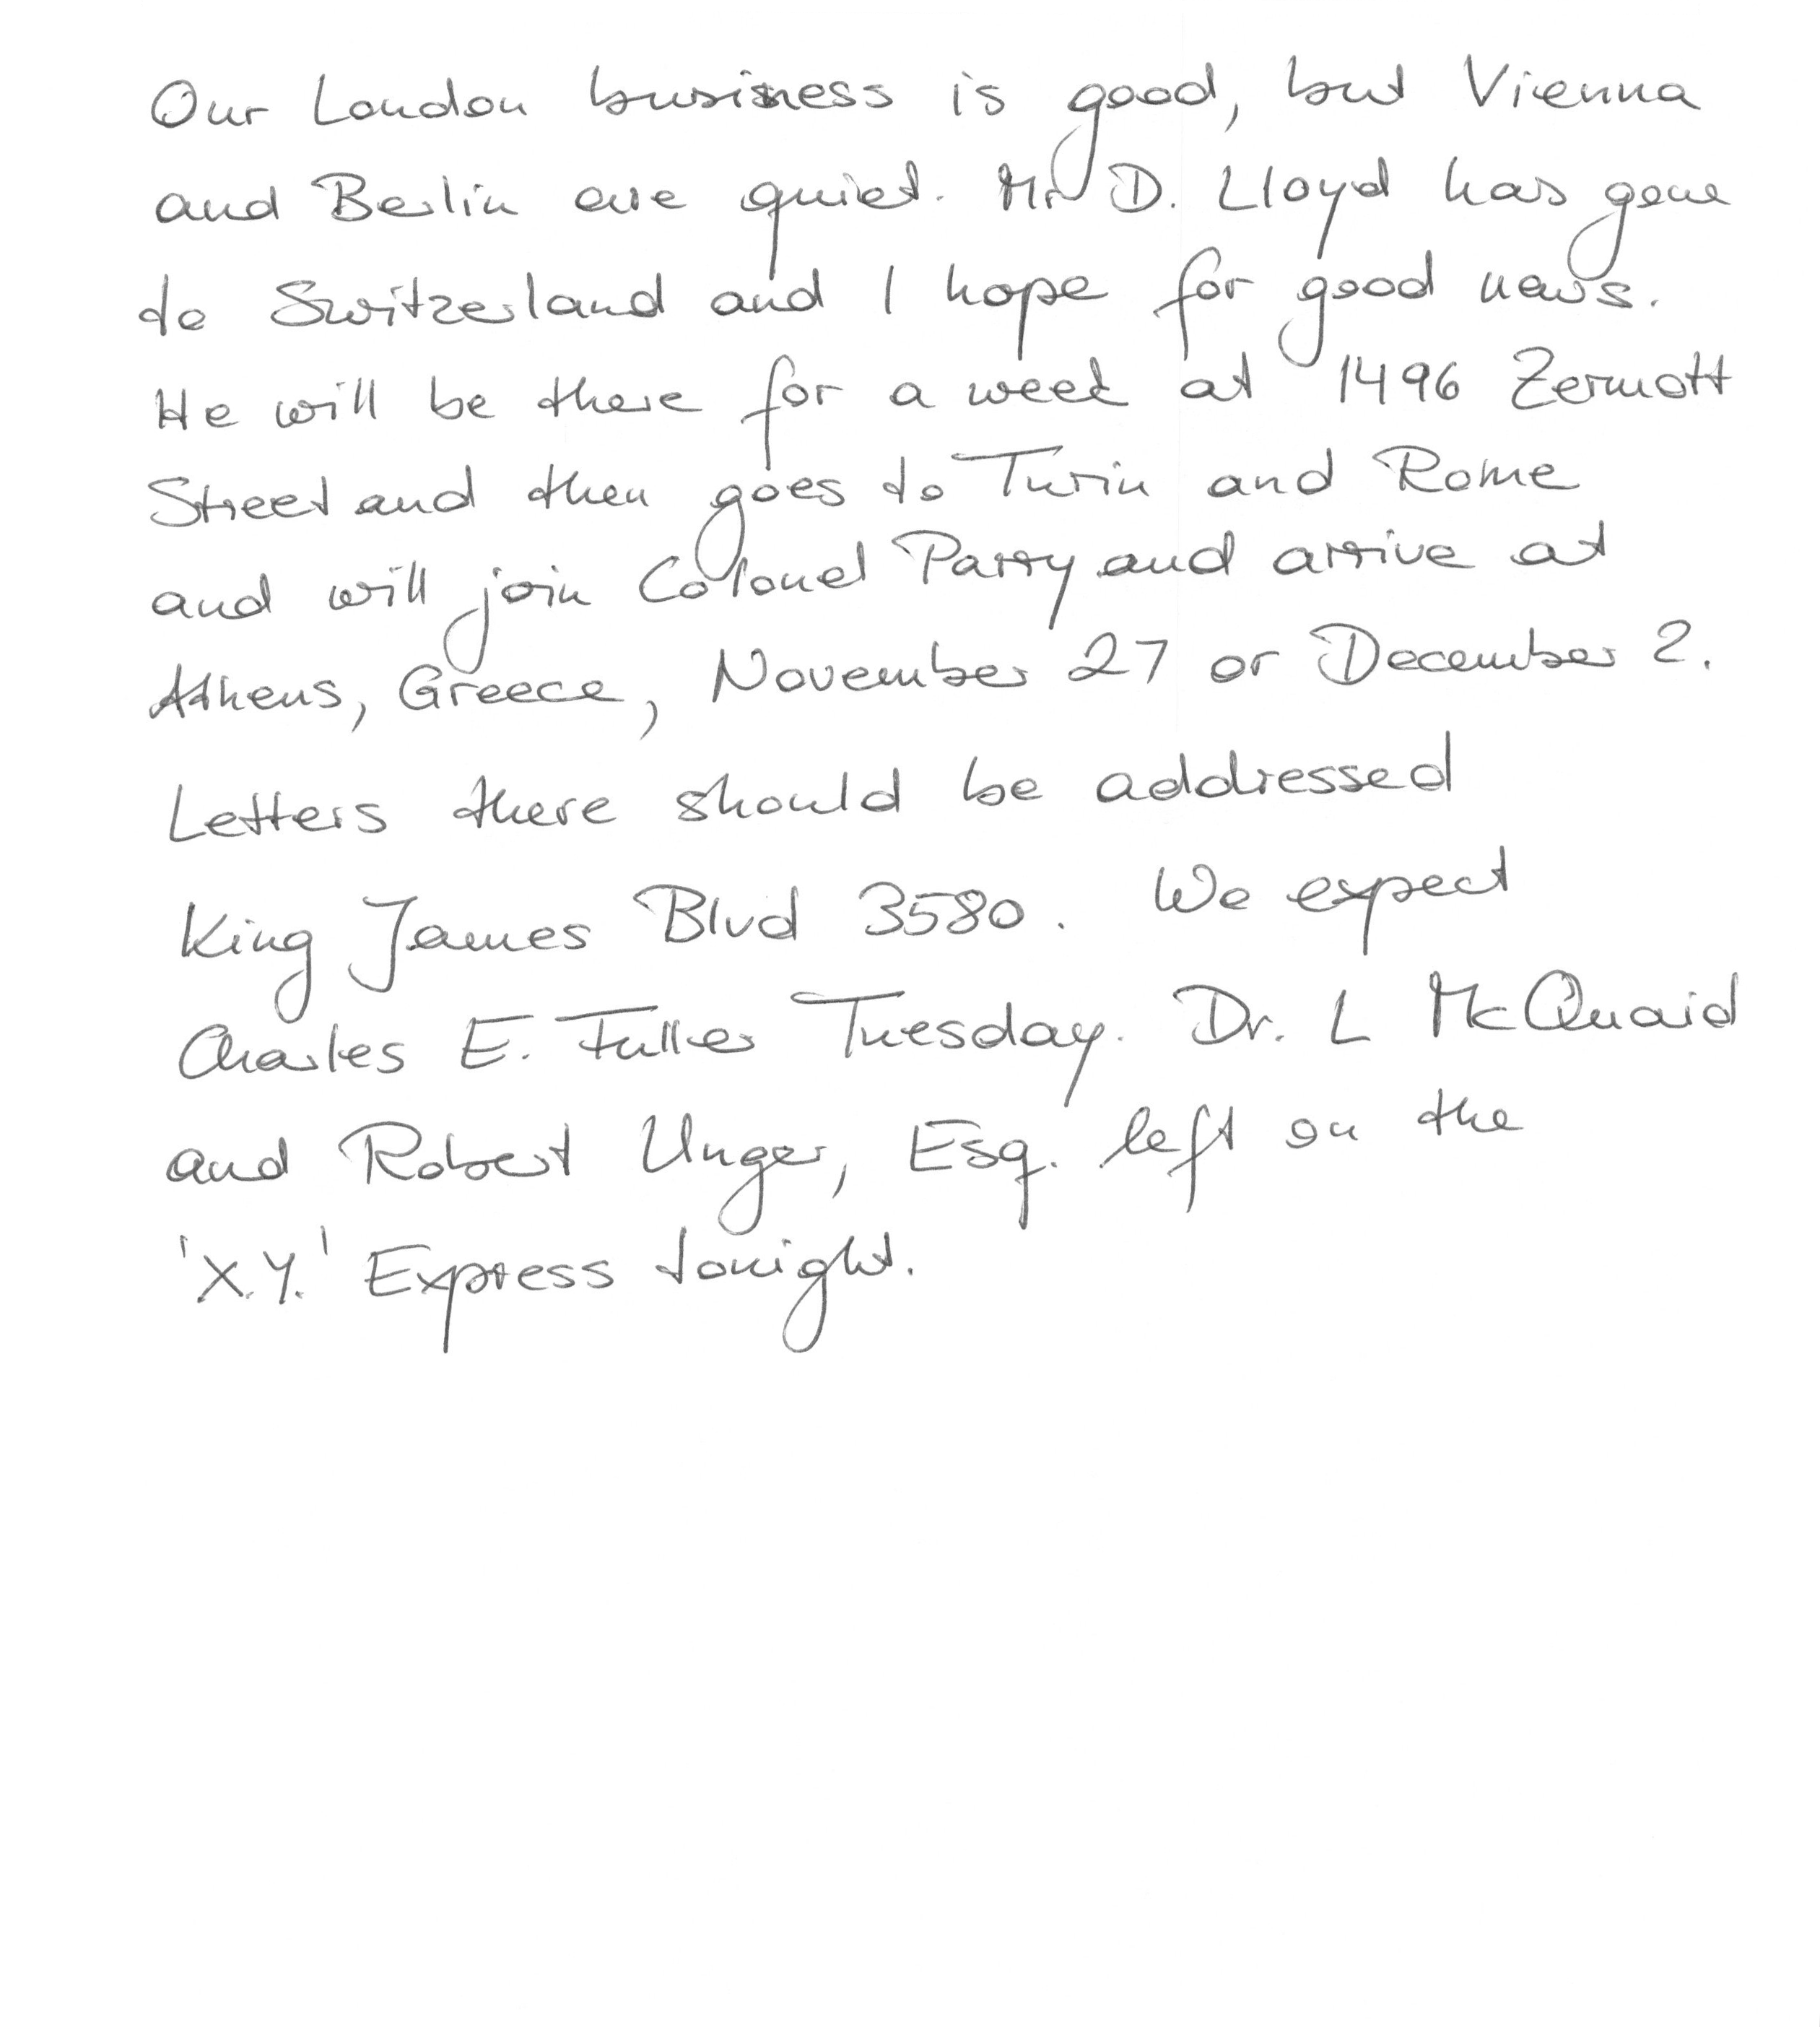 Our London business is good, but Vienna
and Berlin are quiet. Mr D. Lloyd has gone
to Switzerland and I hope for good news.
He will be there for a week at 1496 Zermott
Street and then goes to Turin and Rome
and will join Colonel Parry and arrive at
Athens, Greece, November 27 or December 2.
Letters there should be addressed
King James Blvd 3580. We expect
Charles E. Fuller Tuesday. Dr. L McQuaid
and Robert Unger, Esq. left on the
'X.Y.' Express tonight.